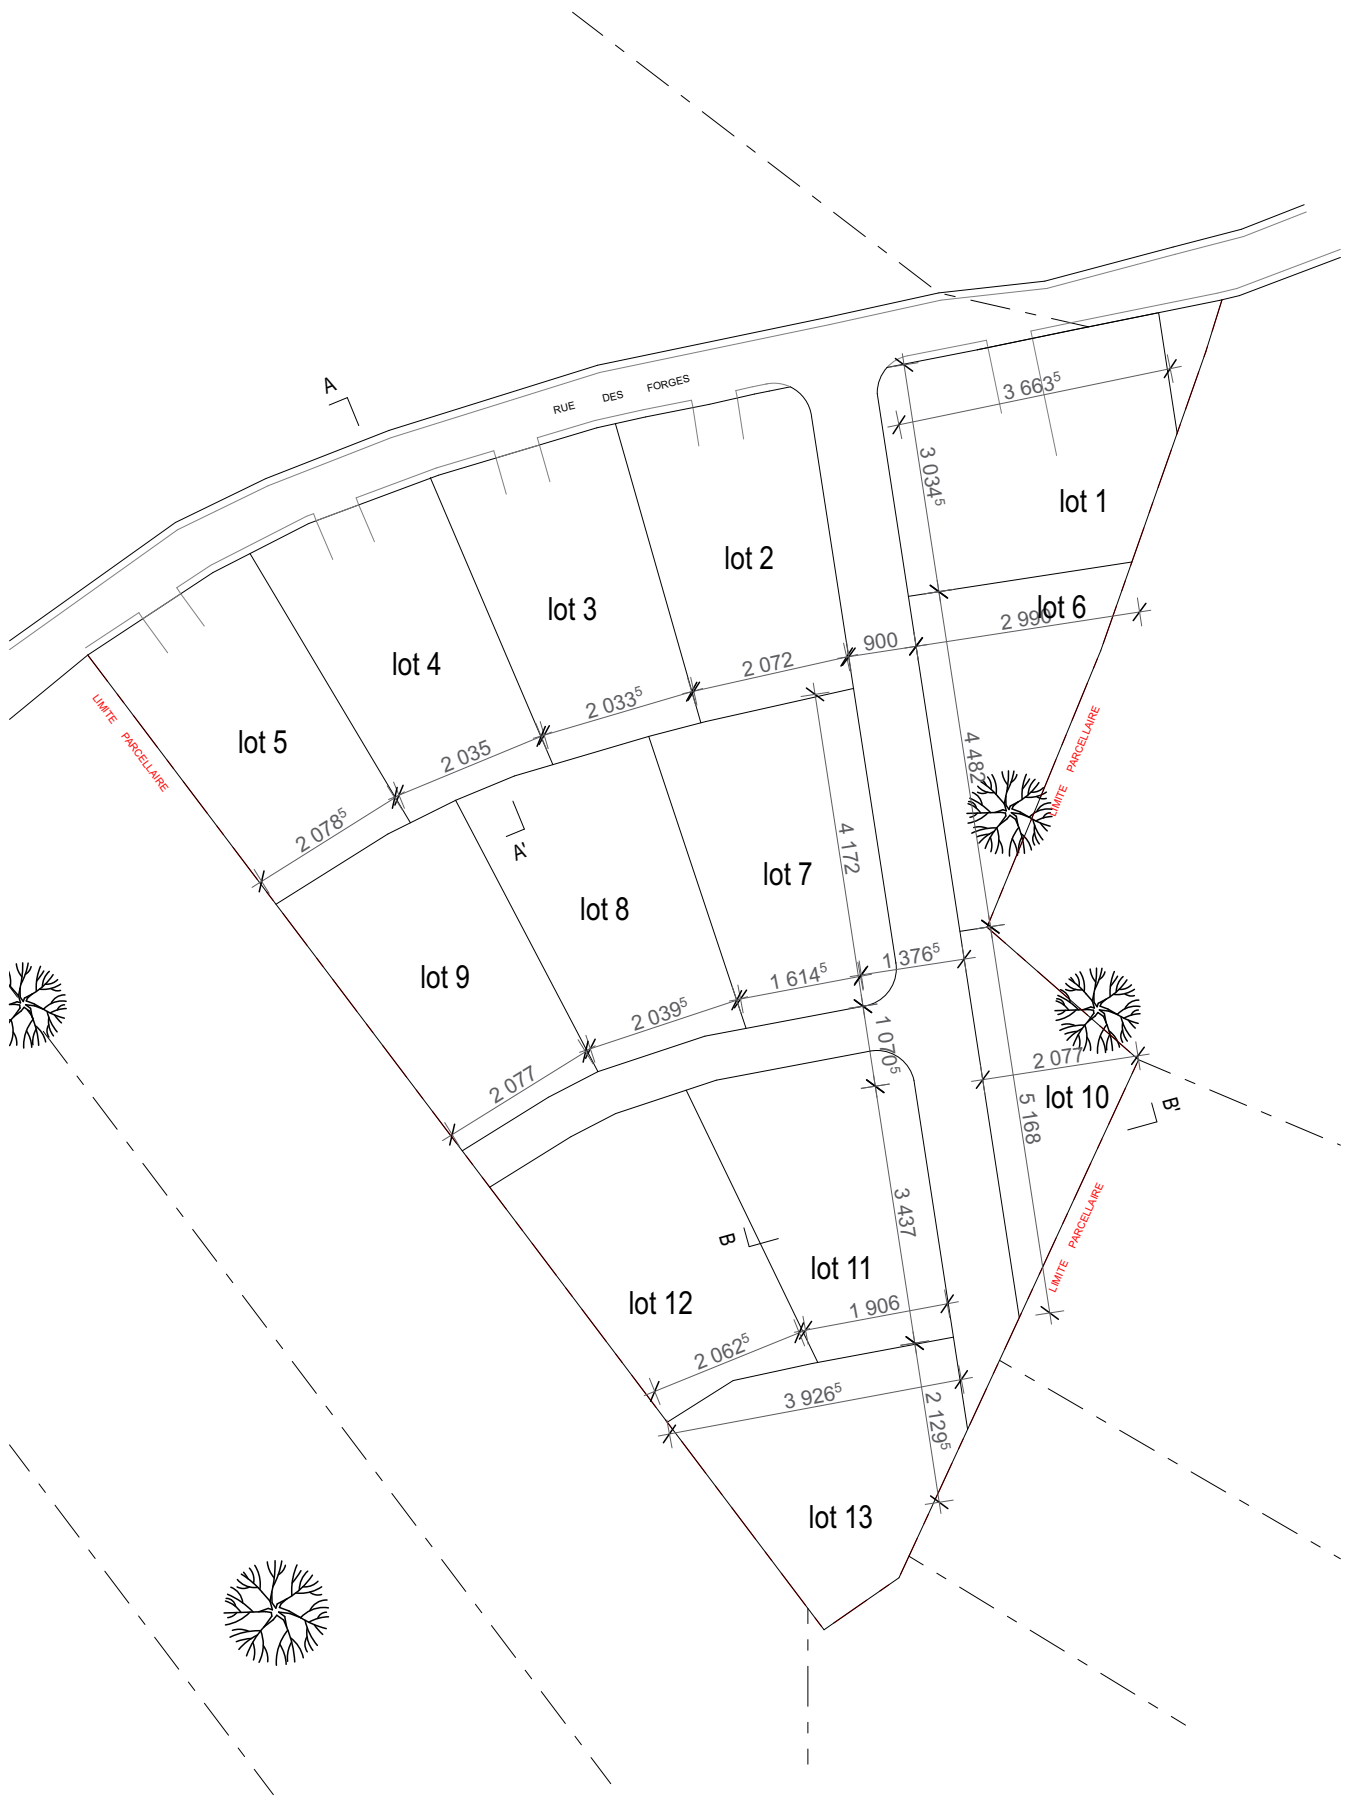 A
RUE DES FORGES
3 663⁵
3 034⁵
lot 1
lot 2
lot 3
lot 6
2 990
900
lot 4
2 072
2 033⁵
lot 5
2 035
LIMITE PARCELLAIRE
LIMITE PARCELLAIRE
4 482
2 078⁵
A'
4 172
lot 7
lot 8
lot 9
1 376⁵
1 614⁵
2 039⁵
1 070⁵
2 077
2 077
lot 10
B'
5 168
3 437
LIMITE PARCELLAIRE
B
lot 11
lot 12
1 906
2 062⁵
3 926⁵
2 129⁵
lot 13